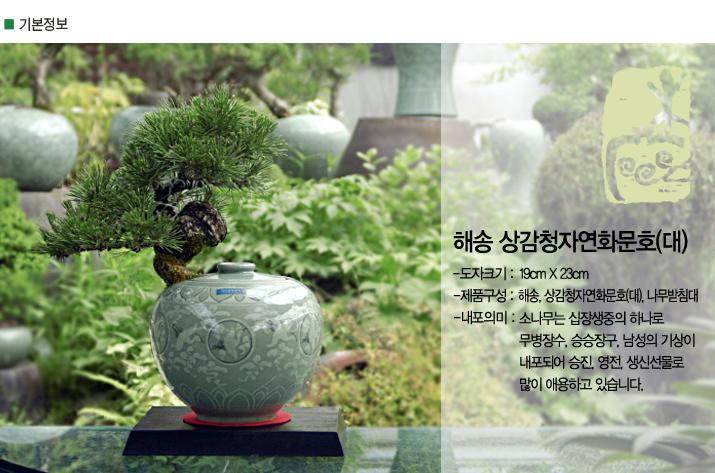 기본정보
해송 상감청자연화문호(대)
-도자크기 : 19cm X 23cm
-제품구성 : 해송, 상감청자연화문호(대), 나무받침대
-내포의미 : 소나무는 십장생중의 하나로
무병장수, 승승장구, 남성의 기상이
내포되어 승진, 영전, 생신선물로
많이 애용하고 있습니다.